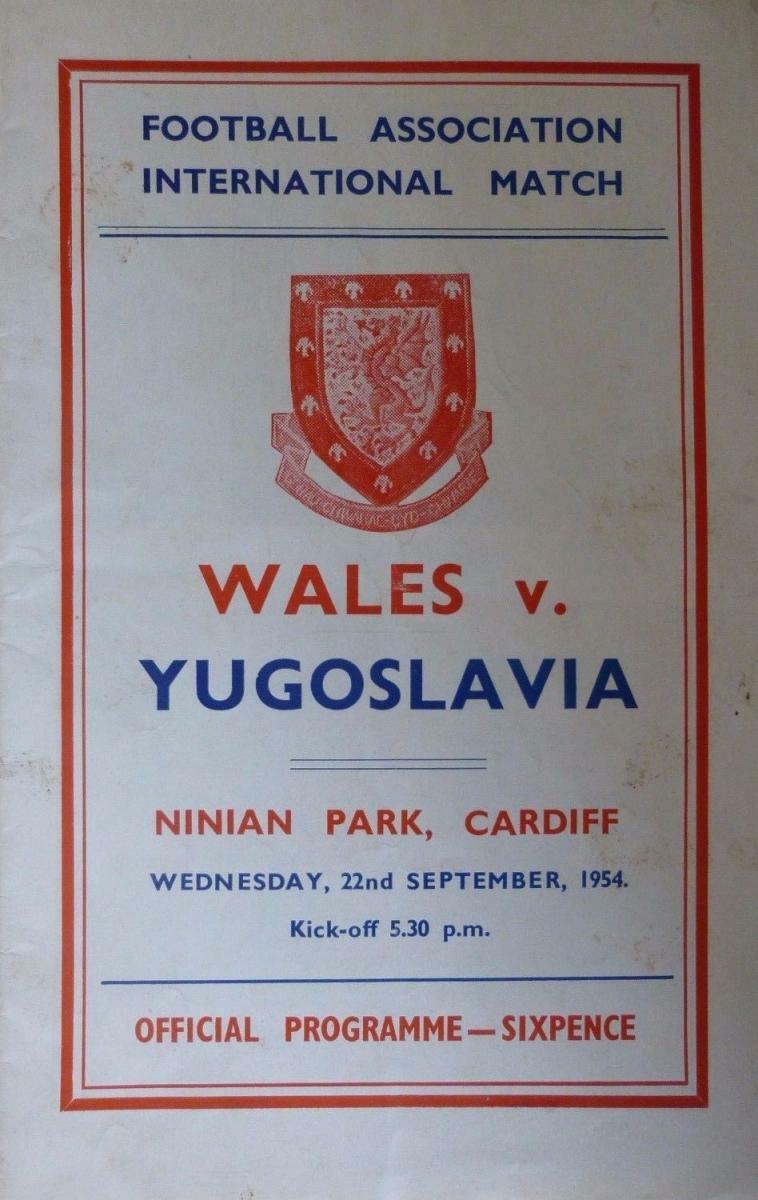 FOOTBALL ASSOCIATION
INTERNATIONAL MATCH
WALES v.
YUGOSLAVIA
NINIAN PARK, CARDIFF
WEDNESDAY, 22nd SEPTEMBER, 1954.
Kick-off 5.30 p.m.
OFFICIAL PROGRAMME—SIXPENCE